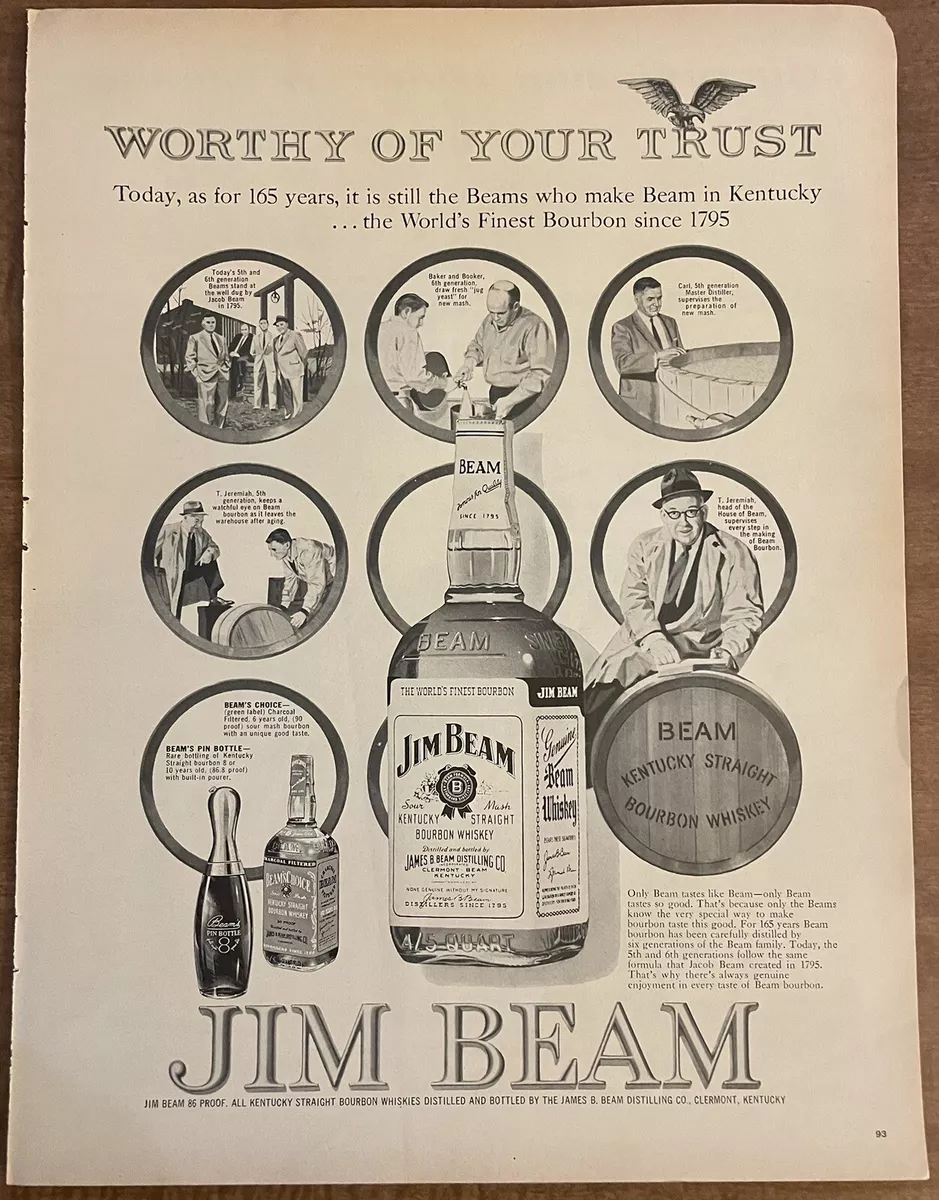 WORTHY OF YOUR TRUST
Today, as for 165 years, it is still the Beams who make Beam in Kentucky
...the World's Finest Bourbon since 1795
Today's 5th and
6th generation
Beams stand at
the well dug by
Jacob Beam
in 1795.
Baker and Booker,
6th generation,
draw fresh "jug
yeast" for
new mash.
Carl, 5th generation
Master Distiller,
supervises the
preparation of
new mash.
T. Jeremiah, 5th
generation, keeps a
watchful eye on Beam
bourbon as it leaves the
warehouse after aging.
T. Jeremiah,
head of the
House of Beam,
supervises
every step in
the making
of Beam
Bourbon.
BEAM'S CHOICE—
(green label) Charcoal
Filtered, 6 years old, (90
proof) sour mash bourbon
with an unique good taste.
BEAM'S PIN BOTTLE—
Rare bottling of Kentucky
Straight bourbon 8 or
10 years old, (86.8 proof)
with built-in pourer.
BEAM
Famous for Quality
SINCE 1795
BEAM SINCE
THE WORLD'S FINEST BOURBON JIM BEAM
JIM BEAM
B
Sour Mash
KENTUCKY STRAIGHT
BOURBON WHISKEY
Distilled and bottled by
JAMES B. BEAM DISTILLING CO.
CLERMONT BEAM
KENTUCKY
NONE GENUINE WITHOUT MY SIGNATURE
James B. Beam
DISTILLERS SINCE 1795
Genuine
Beam
Whiskey
4/5 QUART
BEAM
KENTUCKY STRAIGHT
BOURBON WHISKEY
Beam's
PIN BOTTLE
8
CHARCOAL FILTERED
BEAM'S CHOICE
KENTUCKY STRAIGHT
BOURBON WHISKEY
Only Beam tastes like Beam—only Beam
tastes so good. That's because only the Beams
know the very special way to make
bourbon taste this good. For 165 years Beam
bourbon has been carefully distilled by
six generations of the Beam family. Today, the
5th and 6th generations follow the same
formula that Jacob Beam created in 1795.
That's why there's always genuine
enjoyment in every taste of Beam bourbon.
JIM BEAM
JIM BEAM 86 PROOF. ALL KENTUCKY STRAIGHT BOURBON WHISKIES DISTILLED AND BOTTLED BY THE JAMES B. BEAM DISTILLING CO., CLERMONT, KENTUCKY
93